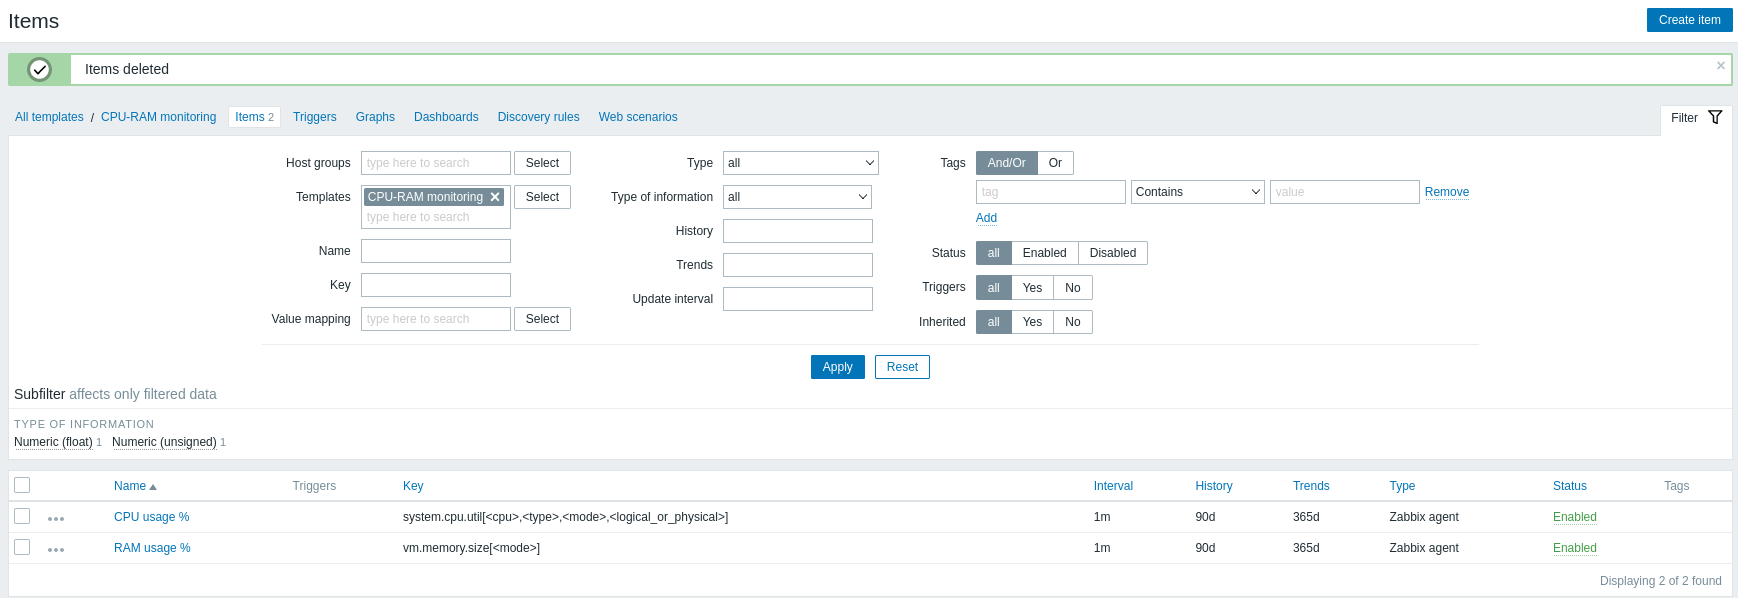 Items
Create item
Items deleted
All templates / CPU-RAM monitoring Items 2 Triggers Graphs Dashboards Discovery rules Web scenarios
Filter
Host groups type here to search Select
Templates CPU-RAM monitoring Select
type here to search
Name
Key
Value mapping type here to search Select
Type all
Type of information all
History
Trends
Update interval
Tags And/Or Or
tag Contains value Remove
Add
Status all Enabled Disabled
Triggers all Yes No
Inherited all Yes No
Apply Reset
Subfilter affects only filtered data
TYPE OF INFORMATION
Numeric (float) 1 Numeric (unsigned) 1
Name Triggers Key Interval History Trends Type Status Tags
CPU usage % system.cpu.util[<cpu>,<type>,<mode>,<logical_or_physical>] 1m 90d 365d Zabbix agent Enabled
RAM usage % vm.memory.size[<mode>] 1m 90d 365d Zabbix agent Enabled
Displaying 2 of 2 found